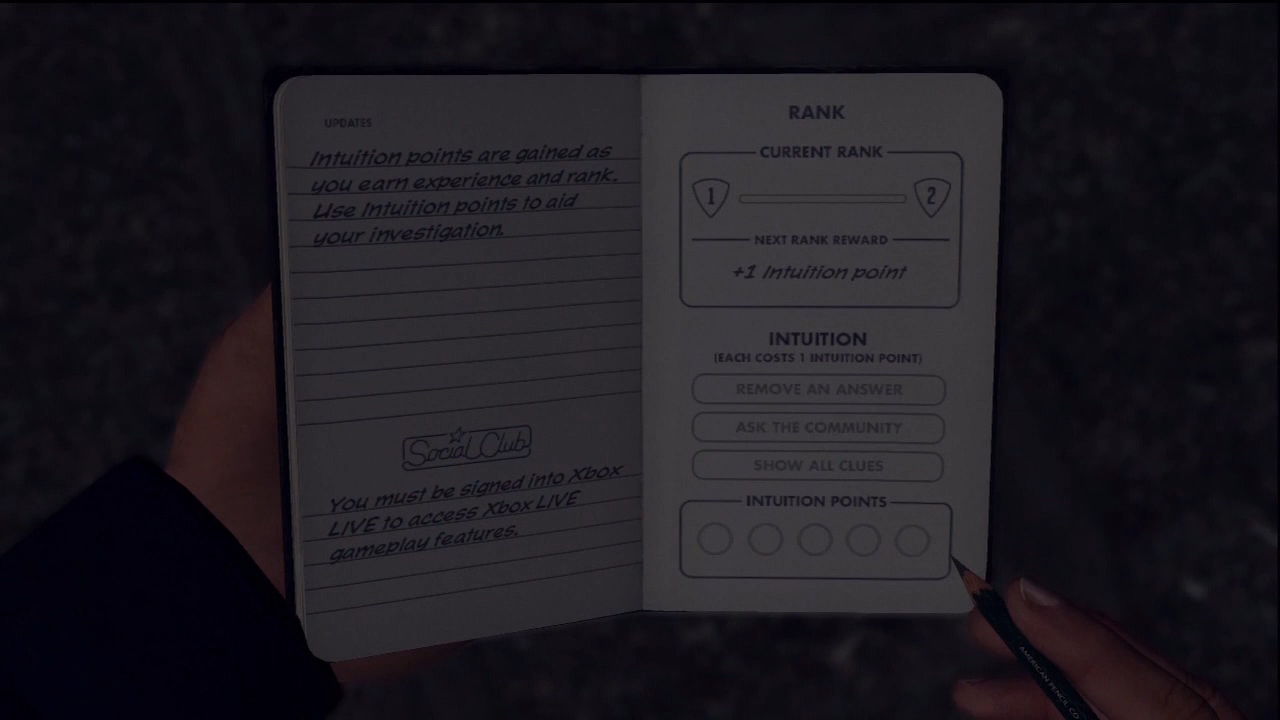 UPDATES
Intuition points are gained as
you earn experience and rank.
Use Intuition points to aid
your investigation.
Social Club
You must be signed into Xbox
LIVE to access Xbox LIVE
gameplay features.
RANK
CURRENT RANK
1 2
NEXT RANK REWARD
+1 Intuition point
INTUITION
(EACH COSTS 1 INTUITION POINT)
REMOVE AN ANSWER
ASK THE COMMUNITY
SHOW ALL CLUES
INTUITION POINTS
AMERICAN PENCIL CO